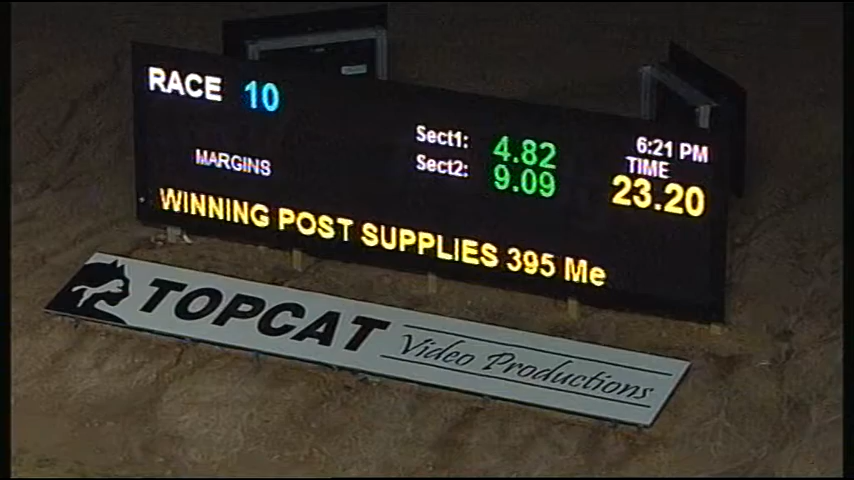 RACE 10
6:21 PM
Sect1: 4.82
TIME
MARGINS
Sect2: 9.09
23.20
WINNING POST SUPPLIES 395 Me
TOPCAT Video Productions